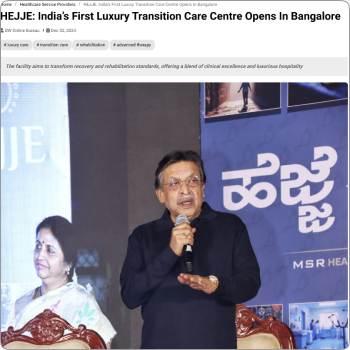 Home / Healthcare Service Providers / HEJJE: India's First Luxury Transition Care Centre Opens In Bangalore
HEJJE: India's First Luxury Transition Care Centre Opens In Bangalore
BW Online Bureau Dec 02, 2024
# luxury care # transition care # rehabilitation # advanced therapy
The facility aims to transform recovery and rehabilitation standards, offering a blend of clinical excellence and luxurious hospitality
JJE
ಹೆಜ್ಜೆ
MSR HEA